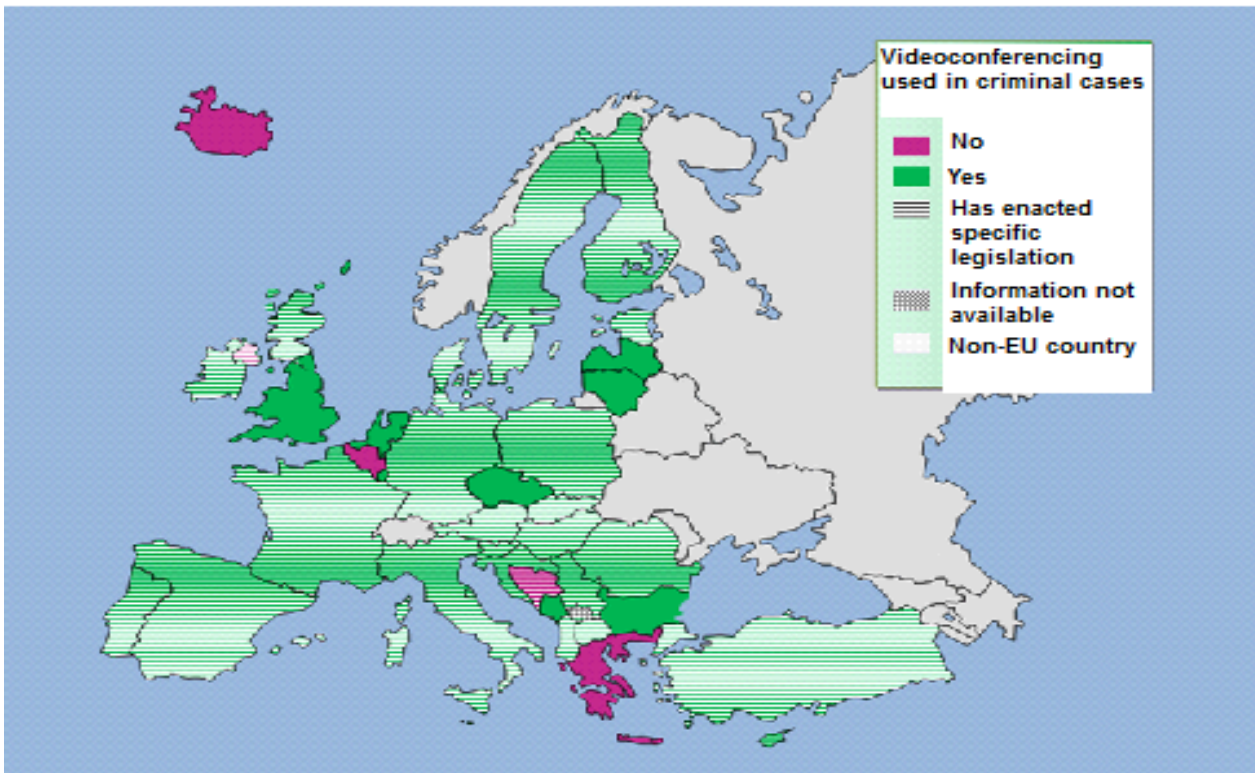 Videoconferencing
used in criminal cases
No
Yes
Has enacted
specific
legislation
Information not
available
Non-EU country